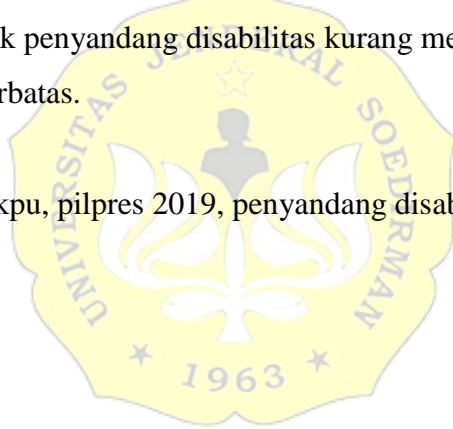 k penyandang disabilitas kurang me
rbatas.
kpu, pilpres 2019, penyandang disab
UNIVERSITAS JENDERAL SOEDIRMAN
1963